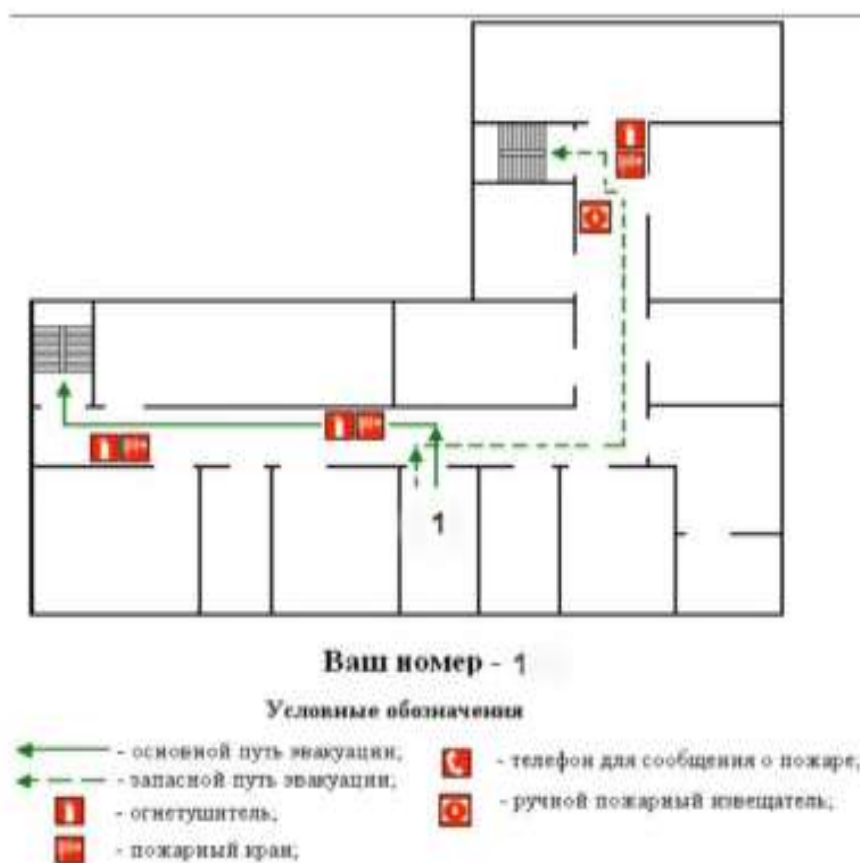 1
Ваш номер - 1
Условные обозначения
- основной путь эвакуации;
- запасной путь эвакуации;
- огнетушитель;
- пожарный кран;
- телефон для сообщения о пожаре;
- ручной пожарный извещатель;